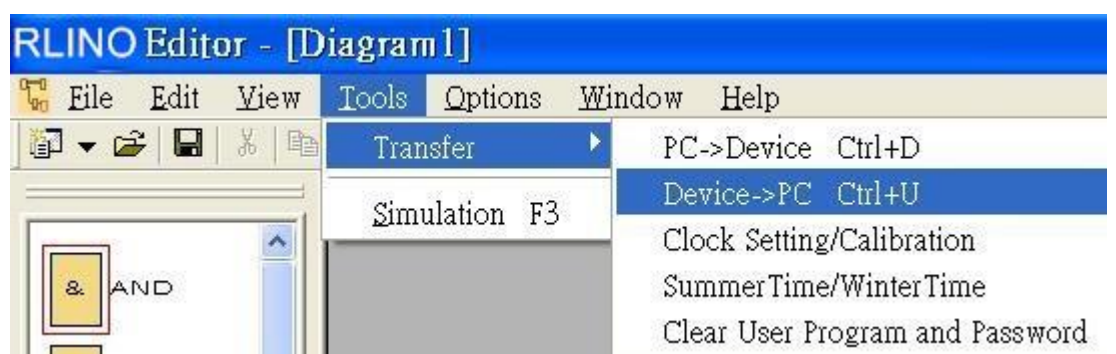 RLINO Editor - [Diagram1]
File Edit View Tools Options Window Help
Transfer
PC->Device Ctrl+D
Device->PC Ctrl+U
Simulation F3
Clock Setting/Calibration
& AND
SummerTime/WinterTime
Clear User Program and Password